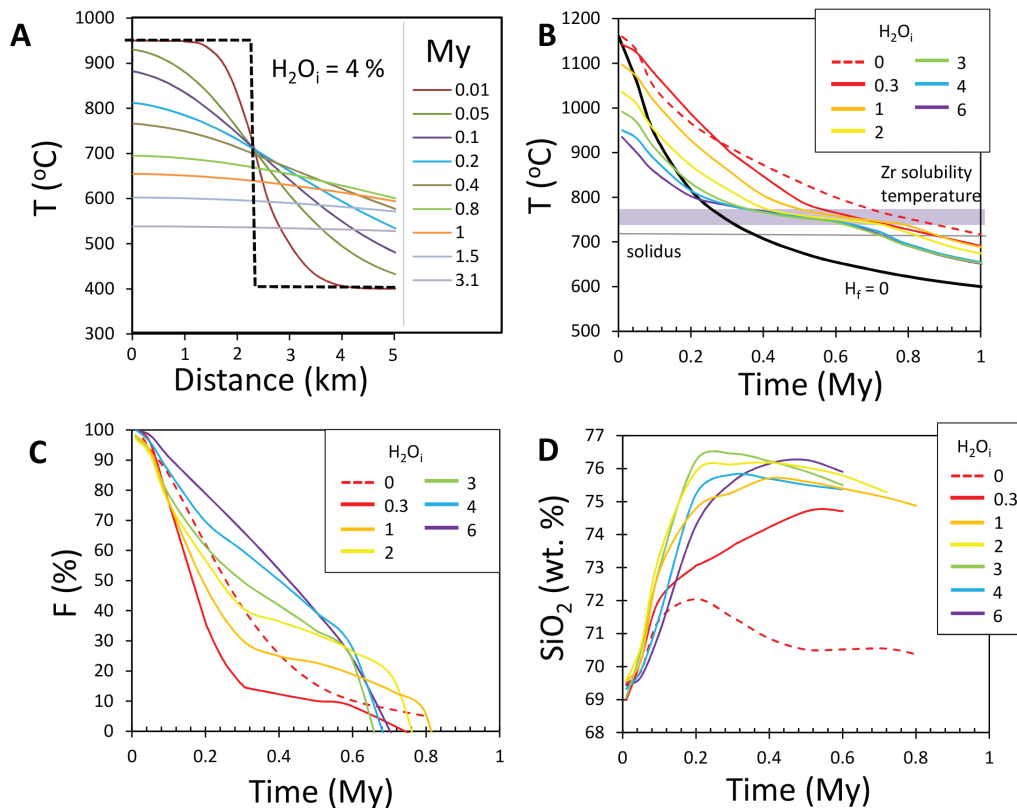 A
T (ºC)
1000
900
800
700
600
500
400
300
H2Oi = 4 %
My
0.01
0.05
0.1
0.2
0.4
0.8
1
1.5
3.1
0 1 2 3 4 5
Distance (km)
B
T (ºC)
1200
1100
1000
900
800
700
600
500
H2Oi
0 3
0.3 4
1 6
2
Zr solubility
temperature
solidus
Hf = 0
0 0.2 0.4 0.6 0.8 1
Time (My)
C
F (%)
100
90
80
70
60
50
40
30
20
10
0
H2Oi
0 3
0.3 4
1 6
2
0 0.2 0.4 0.6 0.8 1
Time (My)
D
SiO2 (wt. %)
77
76
75
74
73
72
71
70
69
68
H2Oi
0
0.3
1
2
3
4
6
0 0.2 0.4 0.6 0.8 1
Time (My)